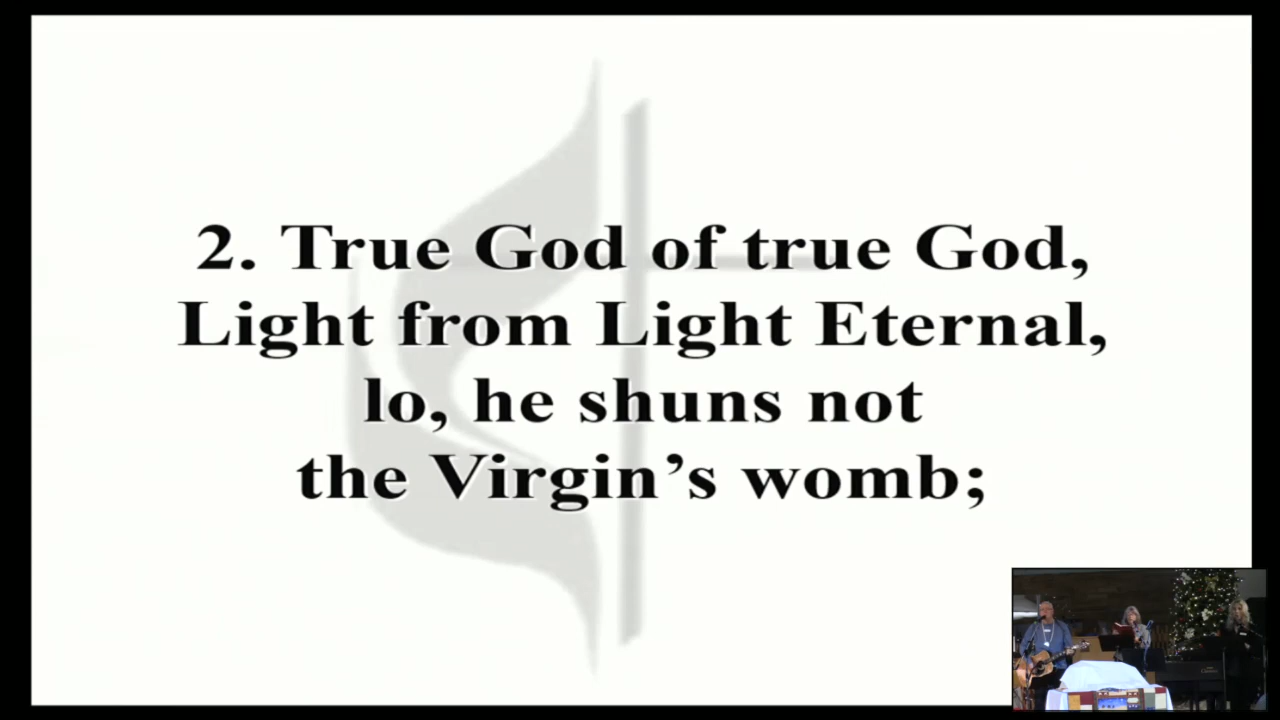 2. True God of true God,
Light from Light Eternal,
lo, he shuns not
the Virgin’s womb;